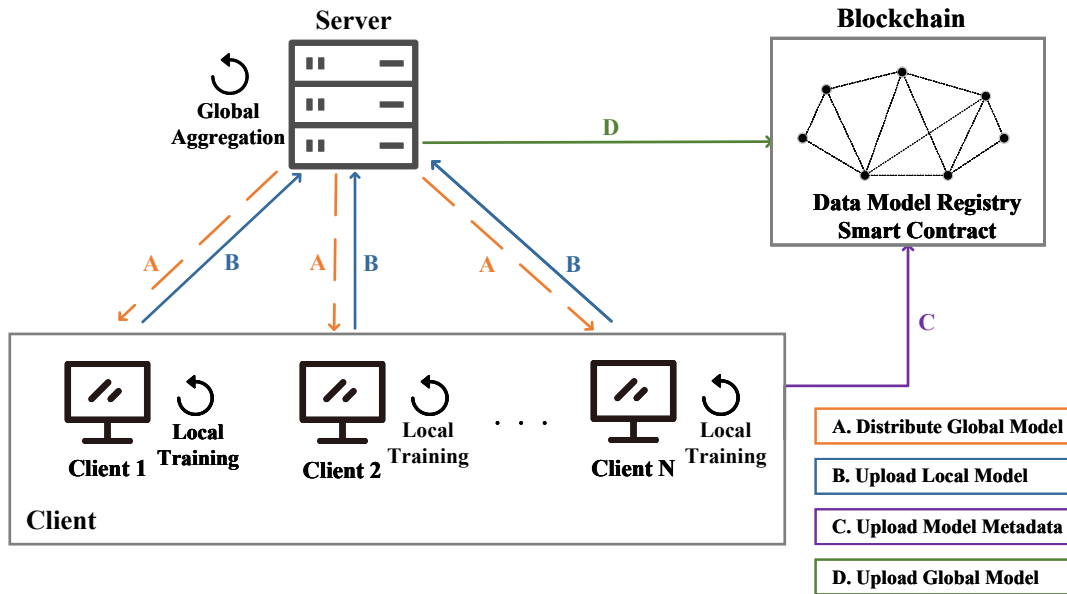 Server
Blockchain
Global
Aggregation
D
Data Model Registry
Smart Contract
A
B
A
B
A
B
C
Local
Training
Client 1
Local
Training
Client 2
. . .
Local
Training
Client N
Client
A. Distribute Global Model
B. Upload Local Model
C. Upload Model Metadata
D. Upload Global Model